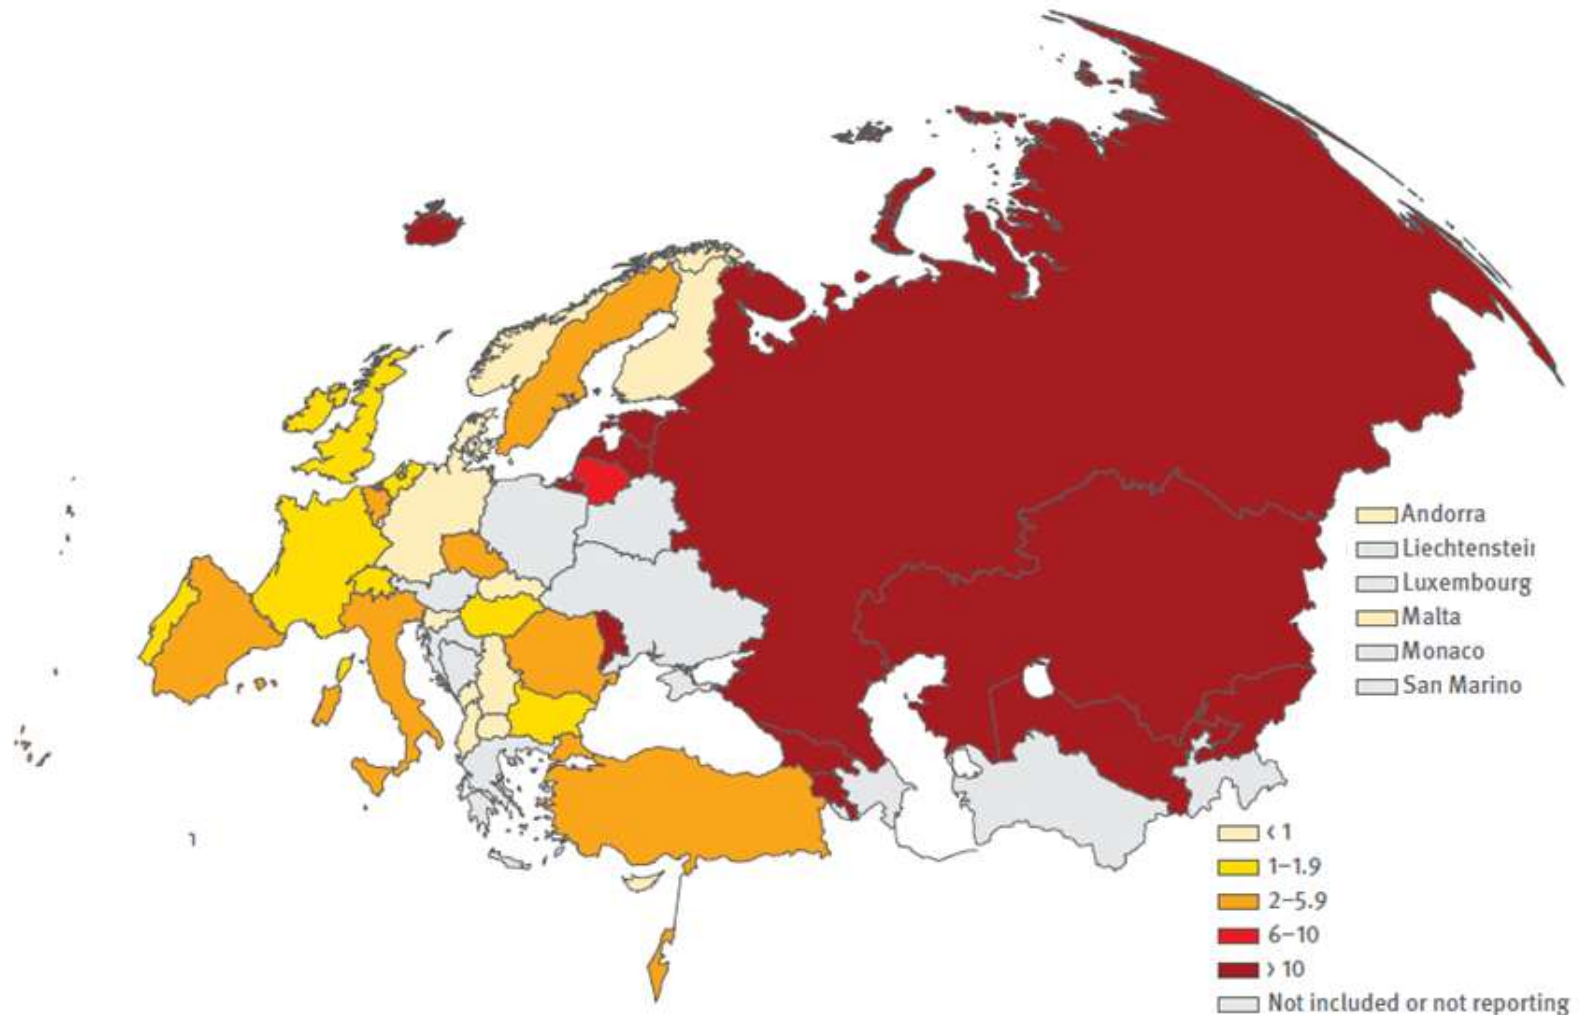 Andorra
Liechtenstei
Luxembourg
Malta
Monaco
San Marino
< 1
1–1.9
2–5.9
6–10
> 10
Not included or not reporting